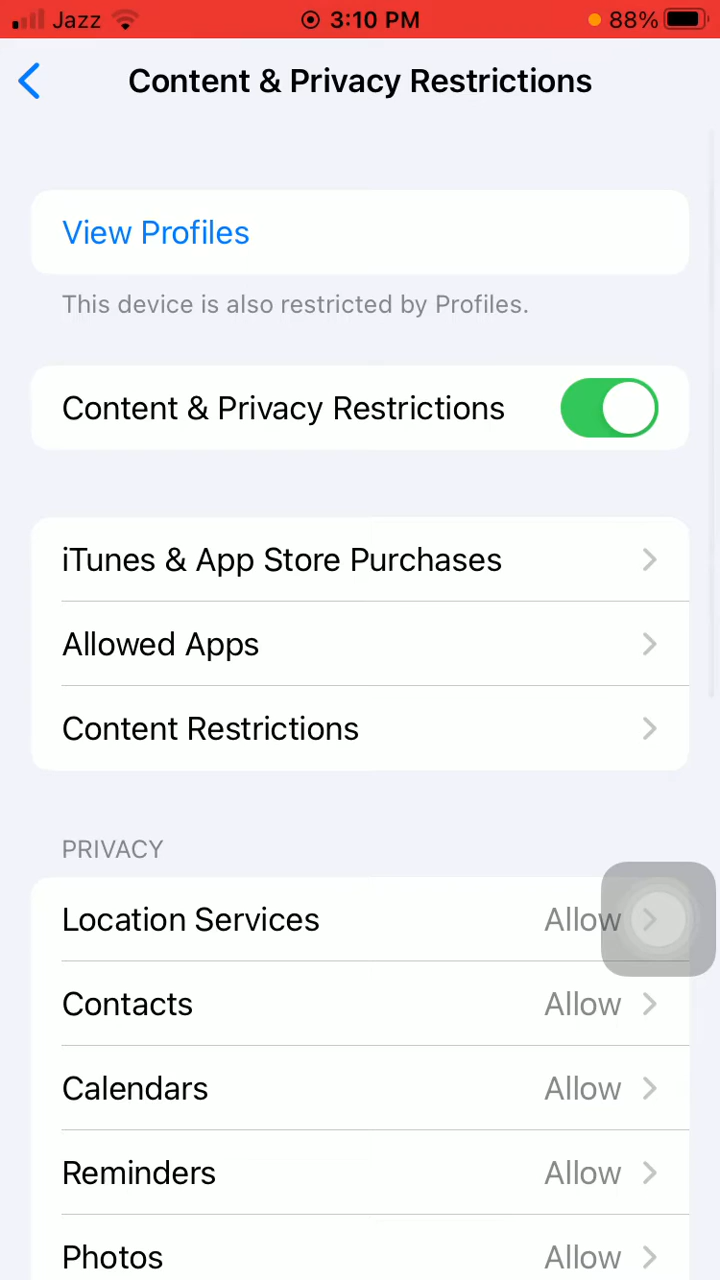 Jazz 3:10 PM 88%
Content & Privacy Restrictions
View Profiles
This device is also restricted by Profiles.
Content & Privacy Restrictions
iTunes & App Store Purchases
Allowed Apps
Content Restrictions
PRIVACY
Location Services Allow
Contacts Allow
Calendars Allow
Reminders Allow
Photos Allow